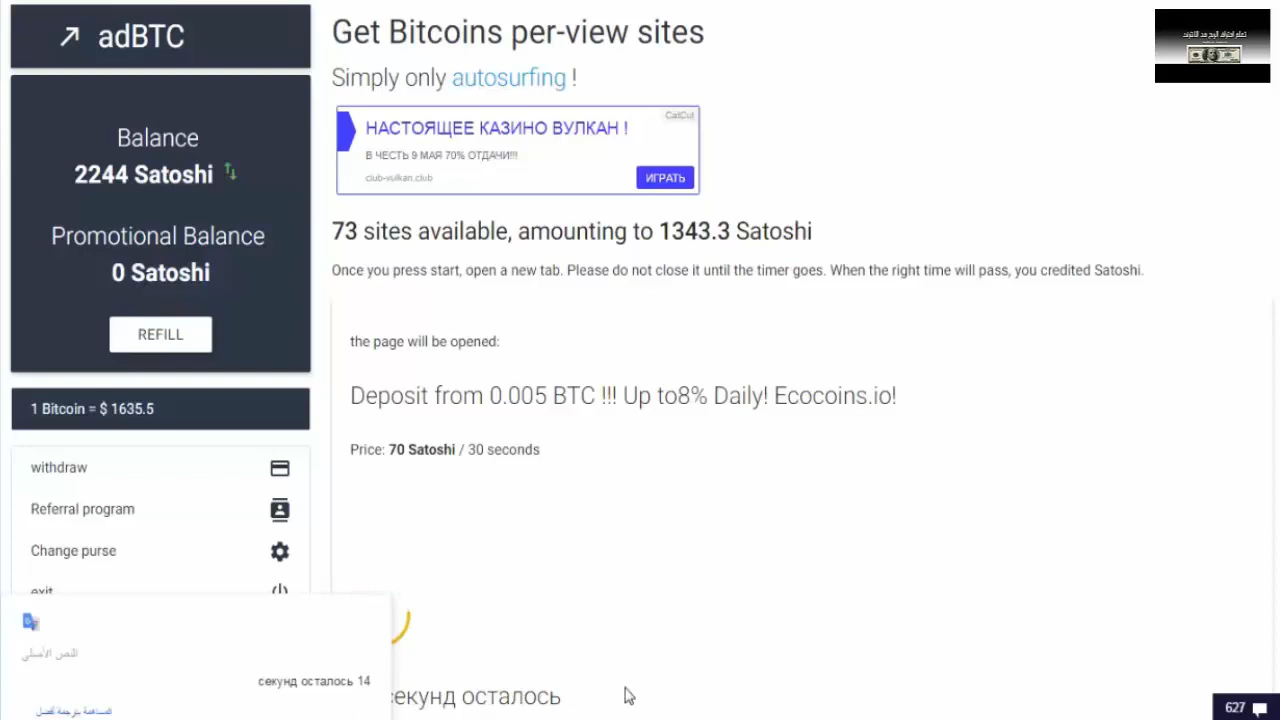 adBTC
Balance
2244 Satoshi
Promotional Balance
0 Satoshi
REFILL
1 Bitcoin = $ 1635.5
withdraw
Referral program
Change purse
exit
النص الأصلي
секунд осталось 14
المساهمة بترجمة أفضل
Get Bitcoins per-view sites
Simply only autosurfing !
CatCut
НАСТОЯЩЕЕ КАЗИНО ВУЛКАН !
В ЧЕСТЬ 9 МАЯ 70% ОТДАЧИ!!!
club-vulkan.club
ИГРАТЬ
73 sites available, amounting to 1343.3 Satoshi
Once you press start, open a new tab. Please do not close it until the timer goes. When the right time will pass, you credited Satoshi.
the page will be opened:
Deposit from 0.005 BTC !!! Up to8% Daily! Ecocoins.io!
Price: 70 Satoshi / 30 seconds
секунд осталось
627